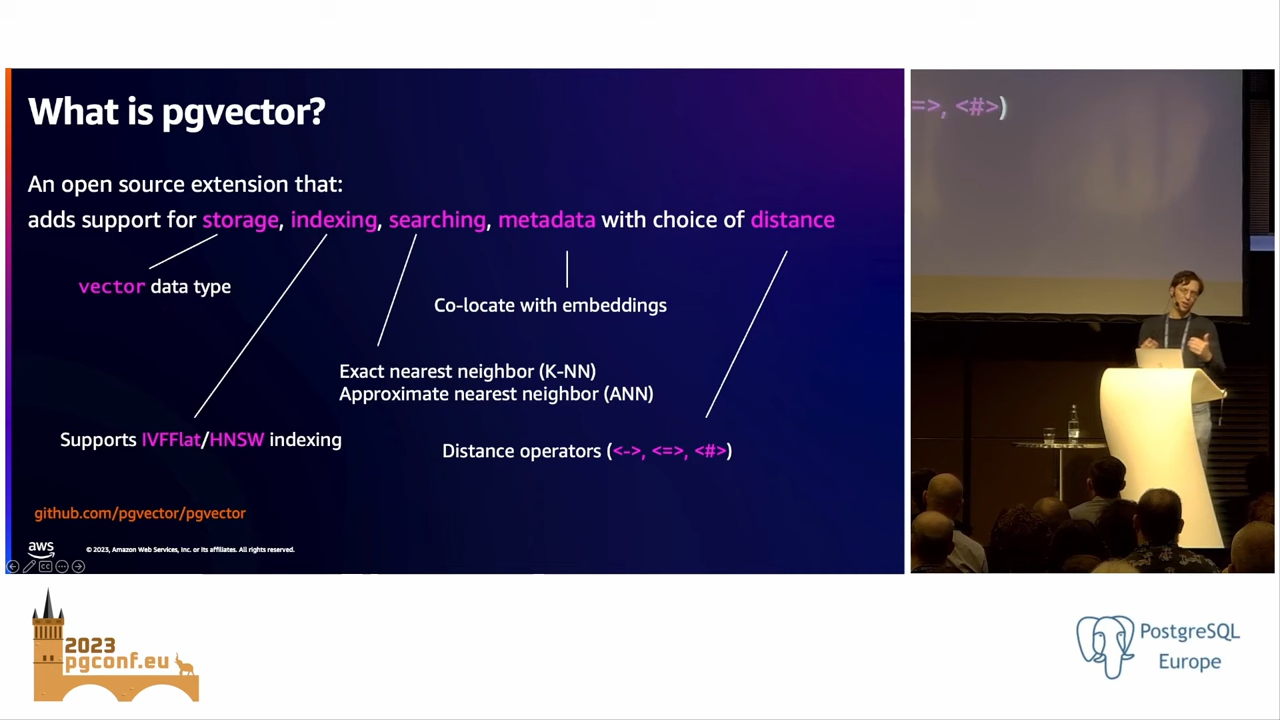 What is pgvector?
An open source extension that:
adds support for storage, indexing, searching, metadata with choice of distance
vector data type
Co-locate with embeddings
Exact nearest neighbor (K-NN)
Approximate nearest neighbor (ANN)
Supports IVFFlat/HNSW indexing
Distance operators (<->, <=>, <#>)
github.com/pgvector/pgvector
aws
© 2023, Amazon Web Services, Inc. or its affiliates. All rights reserved.
CC
=>, <#>)
2023
pgconf.eu
PostgreSQL
Europe